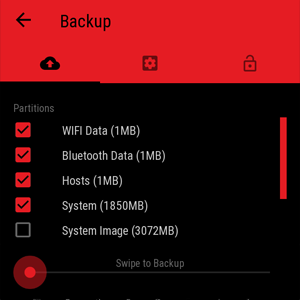 Backup
Partitions
WIFI Data (1MB)
Bluetooth Data (1MB)
Hosts (1MB)
System (1850MB)
System Image (3072MB)
Swipe to Backup